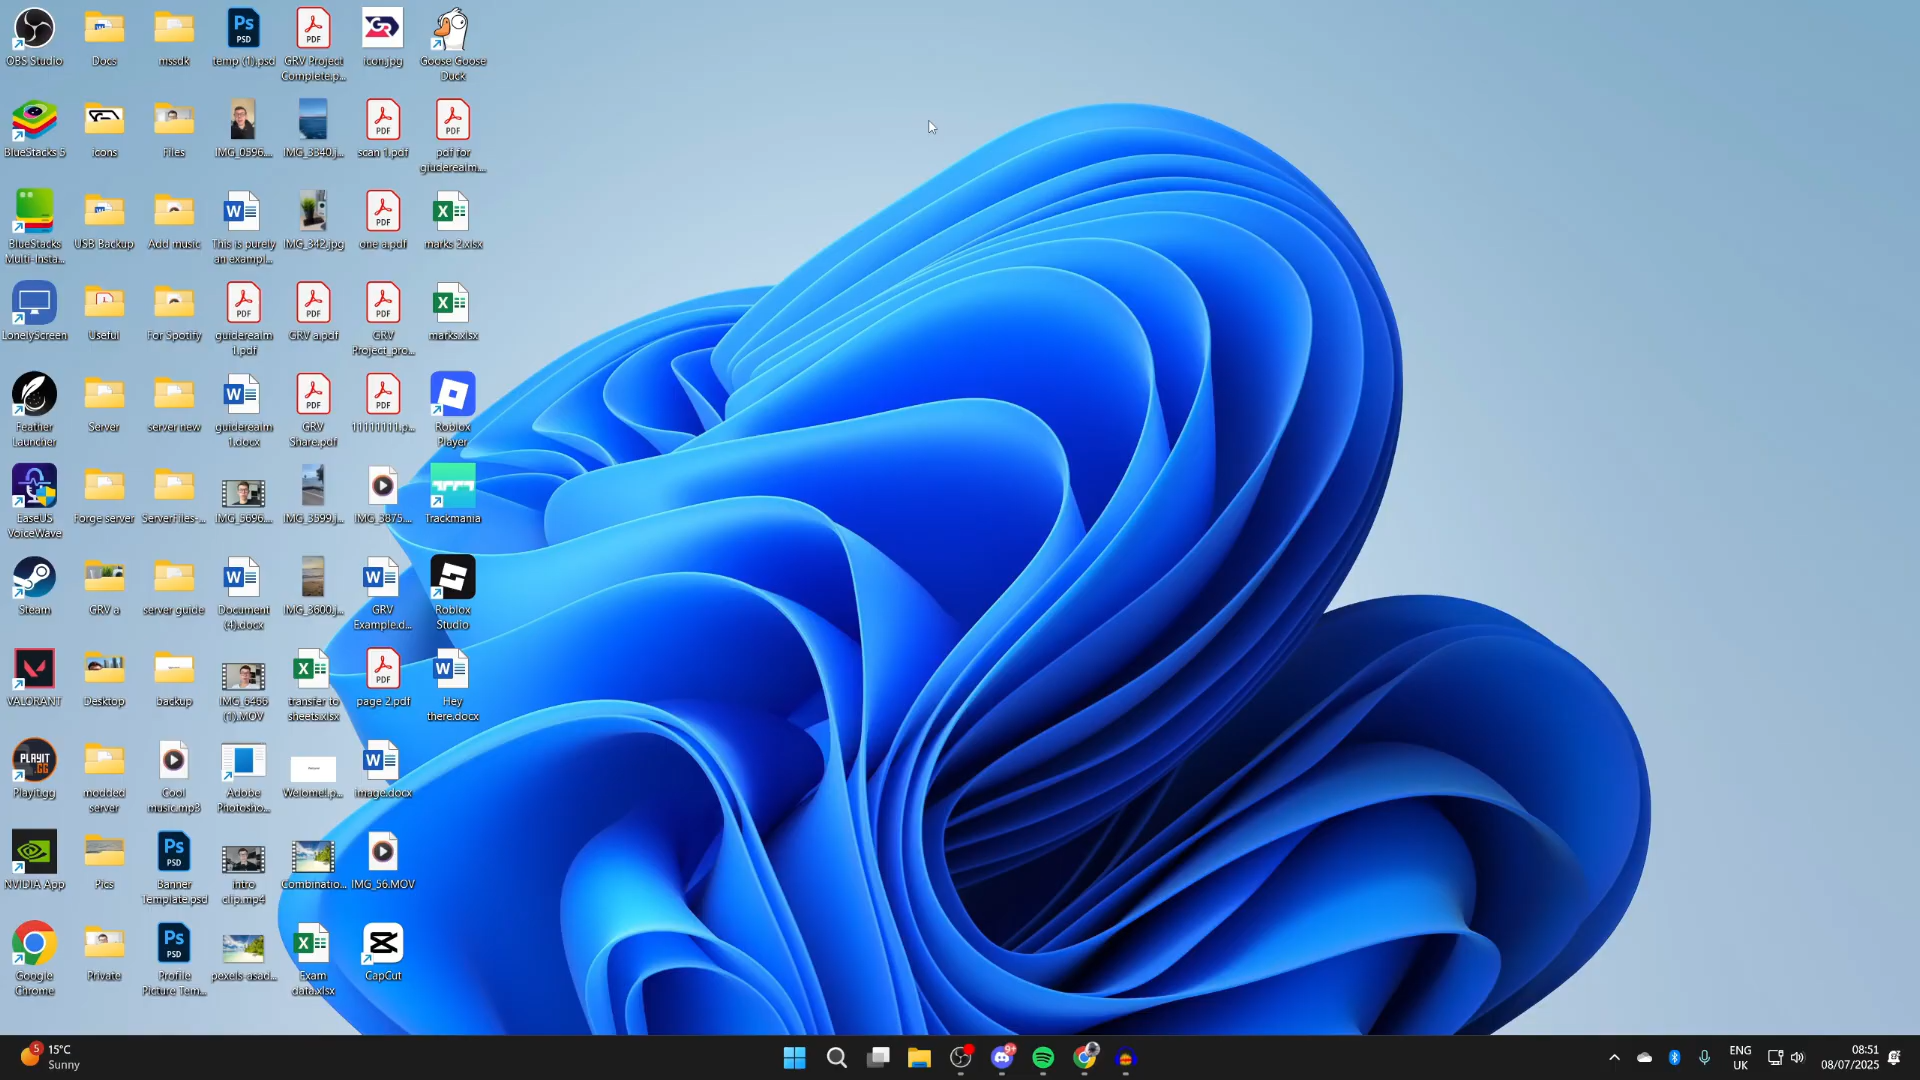 OBS Studio
Docs
mssdk
temp (1).psd
GRV Project
Complete.p...
icon.jpg
Goose Goose
Duck
BlueStacks 5
icons
Files
IMG_0596....
IMG_3340.j...
scan 1.pdf
pdf for
giuderealm....
BlueStacks
Multi-Insta...
USB Backup
Add music
This is purely
an exampl...
IMG_342.jpg
one a.pdf
marks 2.xlsx
LonelyScreen
Useful
For Spotify
guiderealm
1.pdf
GRV a.pdf
GRV
Project_pro...
marks.xlsx
Feather
Launcher
Server
server new
guiderealm
1.docx
GRV
Share.pdf
11111111.p...
Roblox
Player
EaseUS
VoiceWave
Forge server
ServerFiles-...
IMG_5696....
IMG_3599.j...
IMG_3875....
Trackmania
Steam
GRV a
server guide
Document
(4).docx
IMG_3600.j...
GRV
Example.d...
Roblox
Studio
VALORANT
Desktop
backup
IMG_6466
(1).MOV
transfer to
sheets.xlsx
page 2.pdf
Hey
there.docx
Playit.gg
modded
server
Cool
music.mp3
Adobe
Photosho...
Welome!.p...
image.docx
NVIDIA App
Pics
Banner
Template.psd
intro
clip.mp4
Combinatio...
IMG_56.MOV
Google
Chrome
Private
Profile
Picture Tem...
pexels-asad...
Exam
data.xlsx
CapCut
5
15°C
Sunny
9+
ENG
UK
08:51
08/07/2025